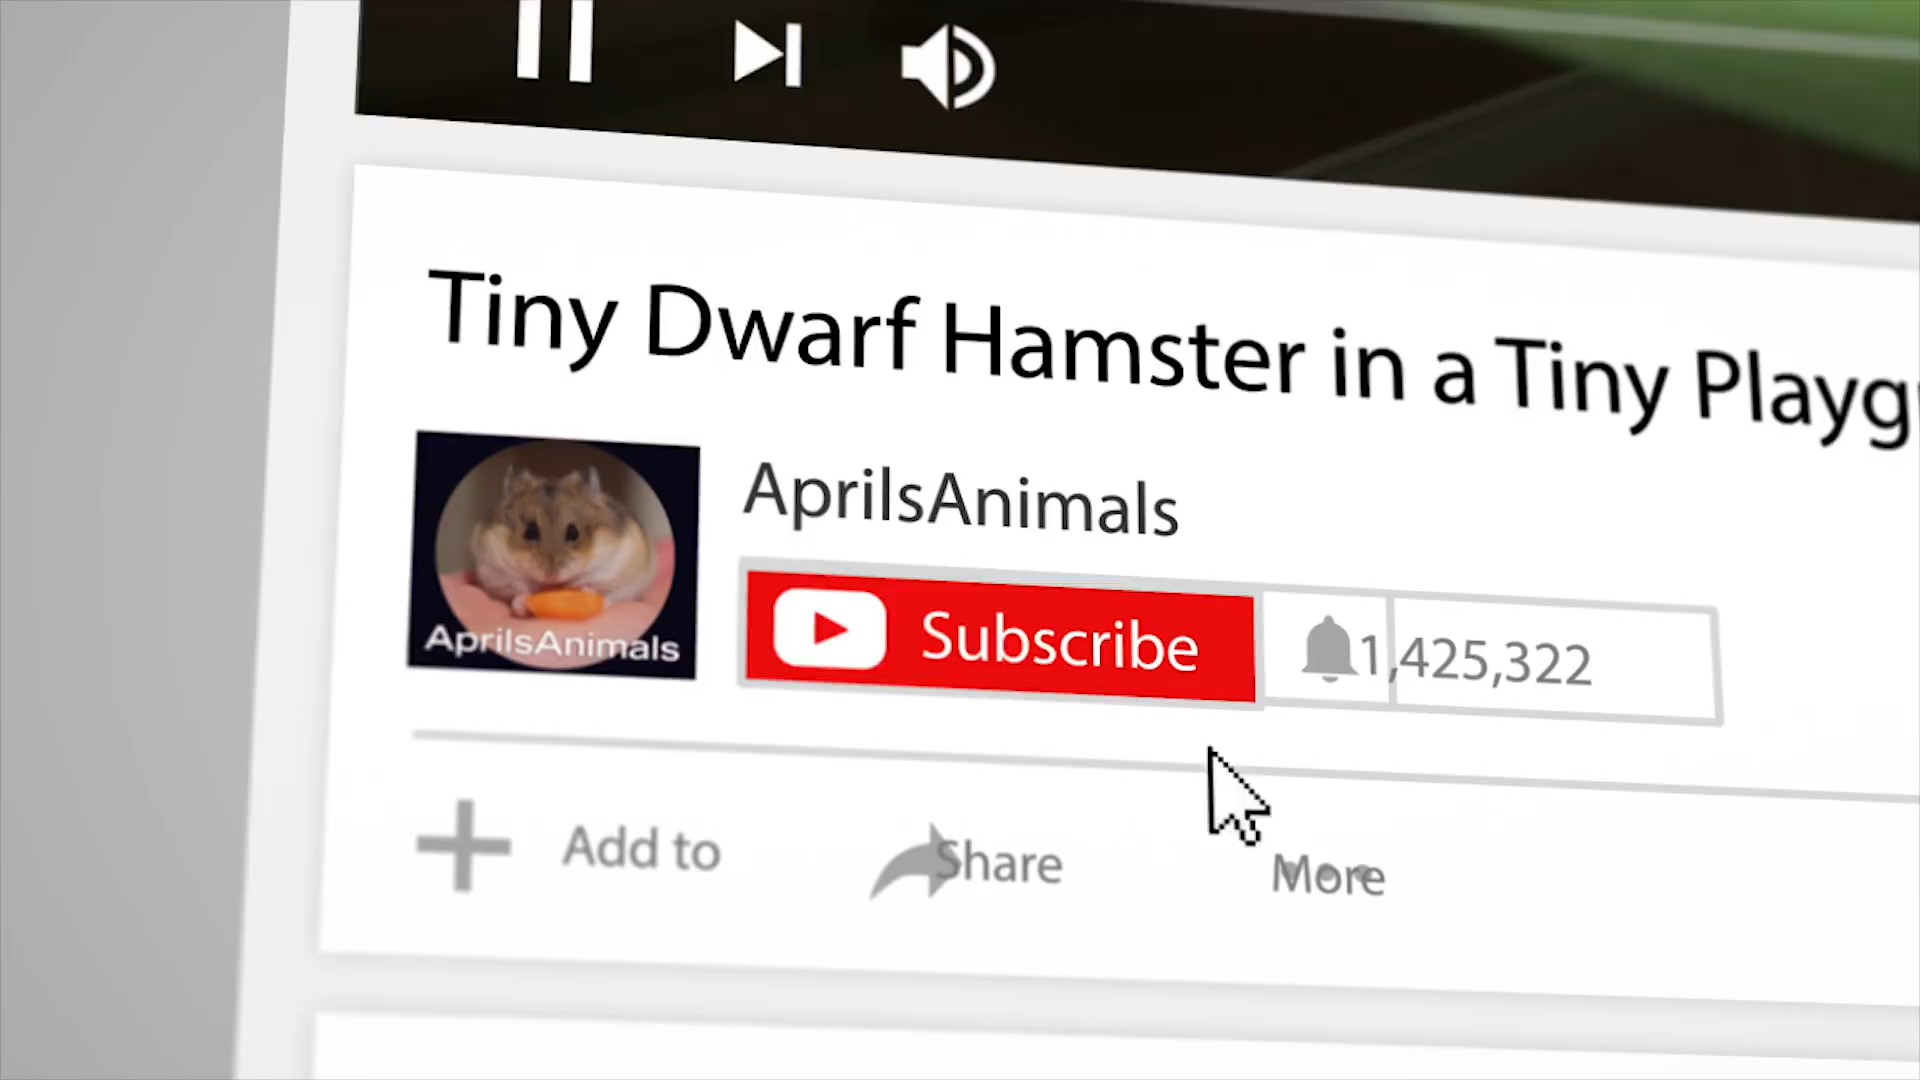 Tiny Dwarf Hamster in a Tiny Playg
AprilsAnimals
AprilsAnimals
Subscribe
1,425,322
Add to
Share
More